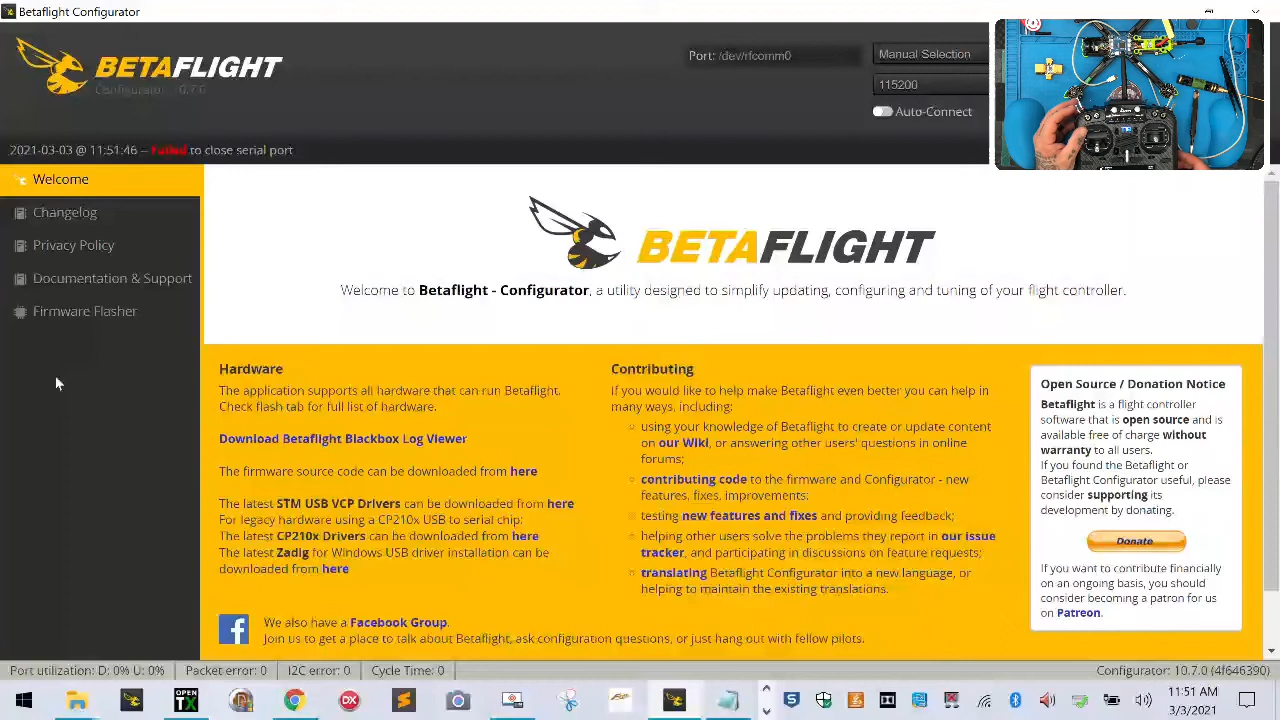 Betaflight Configurator
BETAFLIGHT
Configurator 10.7.0
Port: /dev/rfcomm0
Manual Selection
115200
Auto-Connect
2021-03-03 @ 11:51:46 -- Failed to close serial port
Welcome
Changelog
Privacy Policy
Documentation & Support
Firmware Flasher
BETAFLIGHT
Welcome to Betaflight - Configurator, a utility designed to simplify updating, configuring and tuning of your flight controller.
Hardware
The application supports all hardware that can run Betaflight.
Check flash tab for full list of hardware.
Download Betaflight Blackbox Log Viewer
The firmware source code can be downloaded from here
The latest STM USB VCP Drivers can be downloaded from here
For legacy hardware using a CP210x USB to serial chip:
The latest CP210x Drivers can be downloaded from here
The latest Zadig for Windows USB driver installation can be
downloaded from here
We also have a Facebook Group.
Join us to get a place to talk about Betaflight, ask configuration questions, or just hang out with fellow pilots.
Contributing
If you would like to help make Betaflight even better you can help in
many ways, including:
using your knowledge of Betaflight to create or update content
on our Wiki, or answering other users' questions in online
forums;
contributing code to the firmware and Configurator - new
features, fixes, improvements;
testing new features and fixes and providing feedback;
helping other users solve the problems they report in our issue
tracker, and participating in discussions on feature requests;
translating Betaflight Configurator into a new language, or
helping to maintain the existing translations.
Open Source / Donation Notice
Betaflight is a flight controller
software that is open source and is
available free of charge without
warranty to all users.
If you found the Betaflight or
Betaflight Configurator useful, please
consider supporting its
development by donating.
Donate
If you want to contribute financially
on an ongoing basis, you should
consider becoming a patron for us
on Patreon.
Port utilization: D: 0% U: 0%
Packet error: 0
I2C error: 0
Cycle Time: 0
Configurator: 10.7.0 (4f646390)
OPEN
TX
DX
11:51 AM
3/3/2021